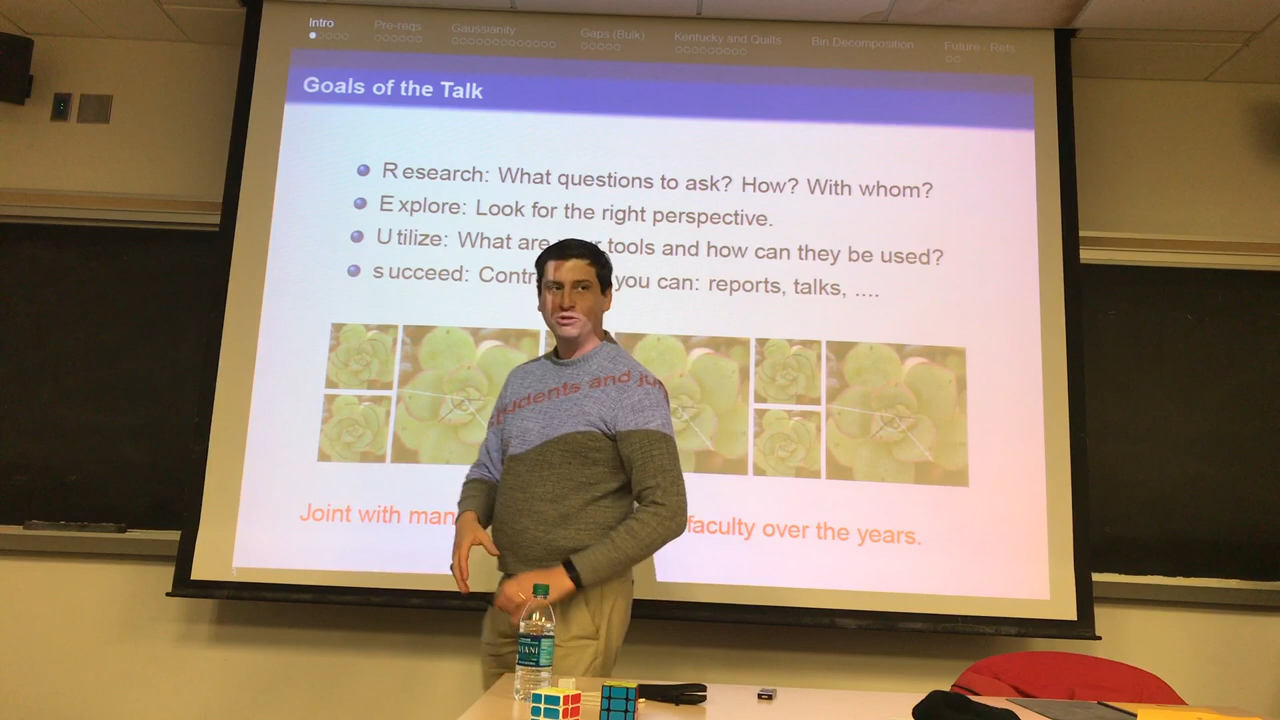 Intro Pre-reqs Gaussianity Gaps (Bulk) Kentucky and Quilts Bin Decomposition Future - Refs
Goals of the Talk
Research: What questions to ask? How? With whom?
Explore: Look for the right perspective.
Utilize: What are your tools and how can they be used?
succeed: you can: reports, talks, ....
students and ju
Joint with faculty over the years.